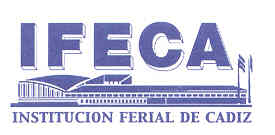 IFECA
INSTITUCION FERIAL DE CADIZ